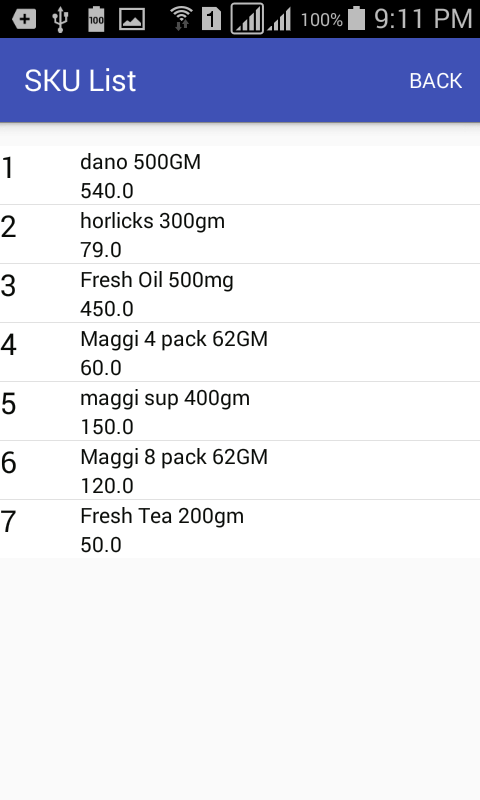 100 1 100% 9:11 PM
SKU List BACK
1 dano 500GM
540.0
2 horlicks 300gm
79.0
3 Fresh Oil 500mg
450.0
4 Maggi 4 pack 62GM
60.0
5 maggi sup 400gm
150.0
6 Maggi 8 pack 62GM
120.0
7 Fresh Tea 200gm
50.0